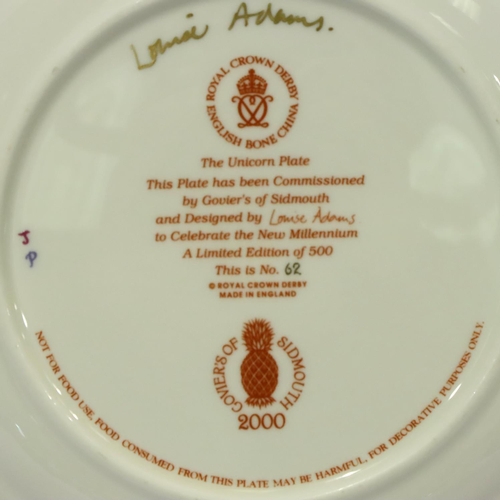 Louise Adams.
ROYAL CROWN DERBY
ENGLISH BONE CHINA
The Unicorn Plate
This Plate has been Commissioned
by Govier's of Sidmouth
and Designed by Louise Adams
to Celebrate the New Millennium
A Limited Edition of 500
This is No. 62
© ROYAL CROWN DERBY
MADE IN ENGLAND
J
P
GOVIER'S OF SIDMOUTH
2000
NOT FOR FOOD USE. FOOD CONSUMED FROM THIS PLATE MAY BE HARMFUL. FOR DECORATIVE PURPOSES ONLY.